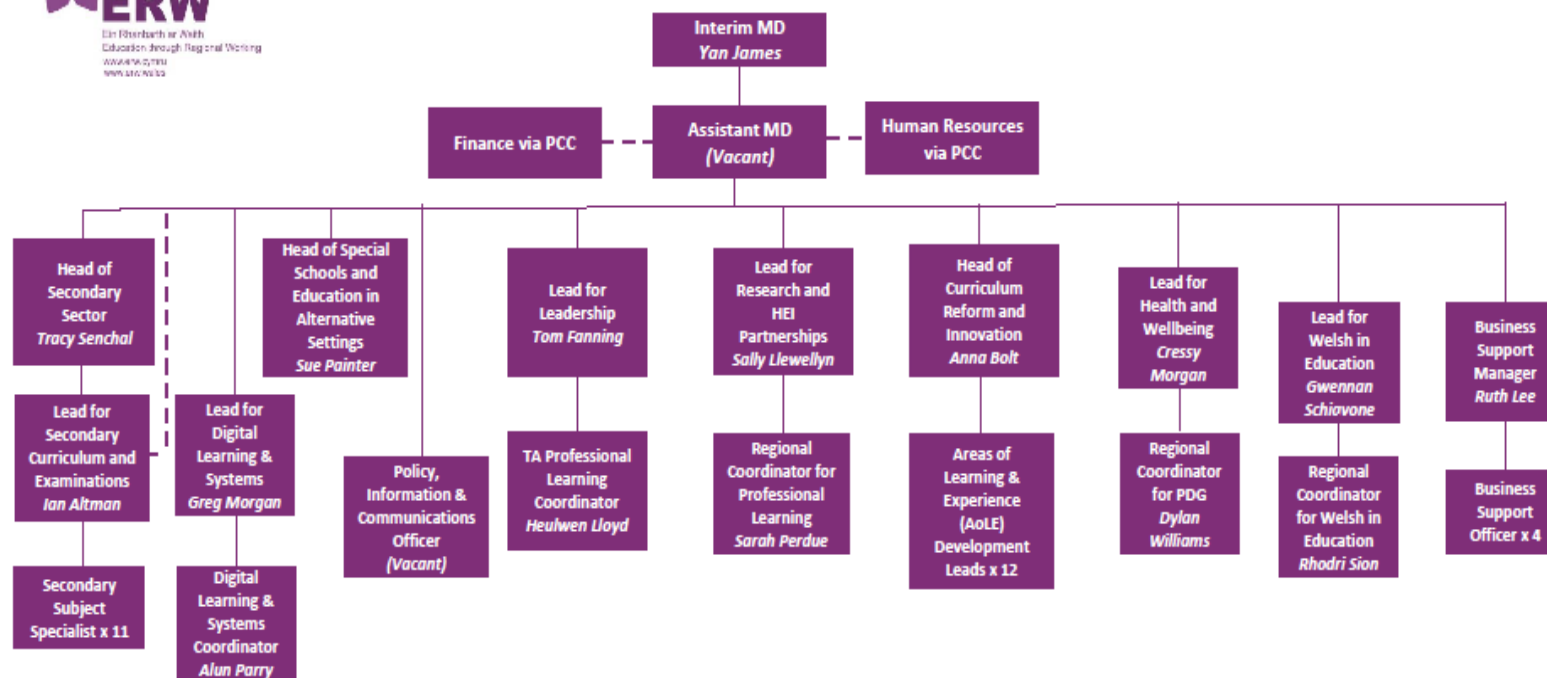 ERW
Ein Rhanbarth ar Waith
Education through Regional Working
www.erw.cymru
www.erw.wales
Interim MD
Yan James
Finance via PCC
Assistant MD
(Vacant)
Human Resources
via PCC
Head of
Secondary
Sector
Tracy Senchal
Head of Special
Schools and
Education in
Alternative
Settings
Sue Painter
Lead for
Leadership
Tom Fanning
Lead for
Research and
HEI
Partnerships
Sally Llewellyn
Head of
Curriculum
Reform and
Innovation
Anna Bolt
Lead for
Health and
Wellbeing
Cressy
Morgan
Lead for
Welsh in
Education
Gwennan
Schiavone
Business
Support
Manager
Ruth Lee
Lead for
Secondary
Curriculum and
Examinations
Ian Altman
Lead for
Digital
Learning &
Systems
Greg Morgan
Policy,
Information &
Communications
Officer
(Vacant)
TA Professional
Learning
Coordinator
Heulwen Lloyd
Regional
Coordinator for
Professional
Learning
Sarah Perdue
Areas of
Learning &
Experience
(AoLE)
Development
Leads x 12
Regional
Coordinator
for PDG
Dylan
Williams
Regional
Coordinator
for Welsh in
Education
Rhodri Sion
Business
Support
Officer x 4
Secondary
Subject
Specialist x 11
Digital
Learning &
Systems
Coordinator
Alun Parry